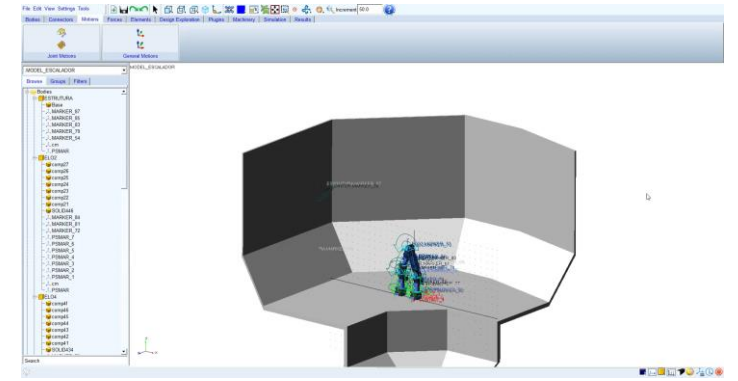 File Edit View Settings Tools
Increment 50.0
Bodies Connectors Motions Forces Elements Design Exploration Plugins Machinery Simulation Results
Joint Motions General Motions
MODEL_ESCALADOR
MODEL_ESCALADOR
Browse Groups Filters
Bodies
ESTRUTURA
Base
MARKER_87
MARKER_85
MARKER_83
MARKER_79
MARKER_54
cm
PSMAR
ELO2
comp27
comp26
comp25
comp24
comp23
comp22
comp21
SOLIDA46
MARKER_88
MARKER_81
MARKER_72
PSMAR_7
PSMAR_6
PSMAR_5
PSMAR_4
PSMAR_3
PSMAR_2
PSMAR_1
cm
PSMAR
ELO4
comp47
comp46
comp45
comp44
comp43
comp42
comp41
SOLIDA34
Search